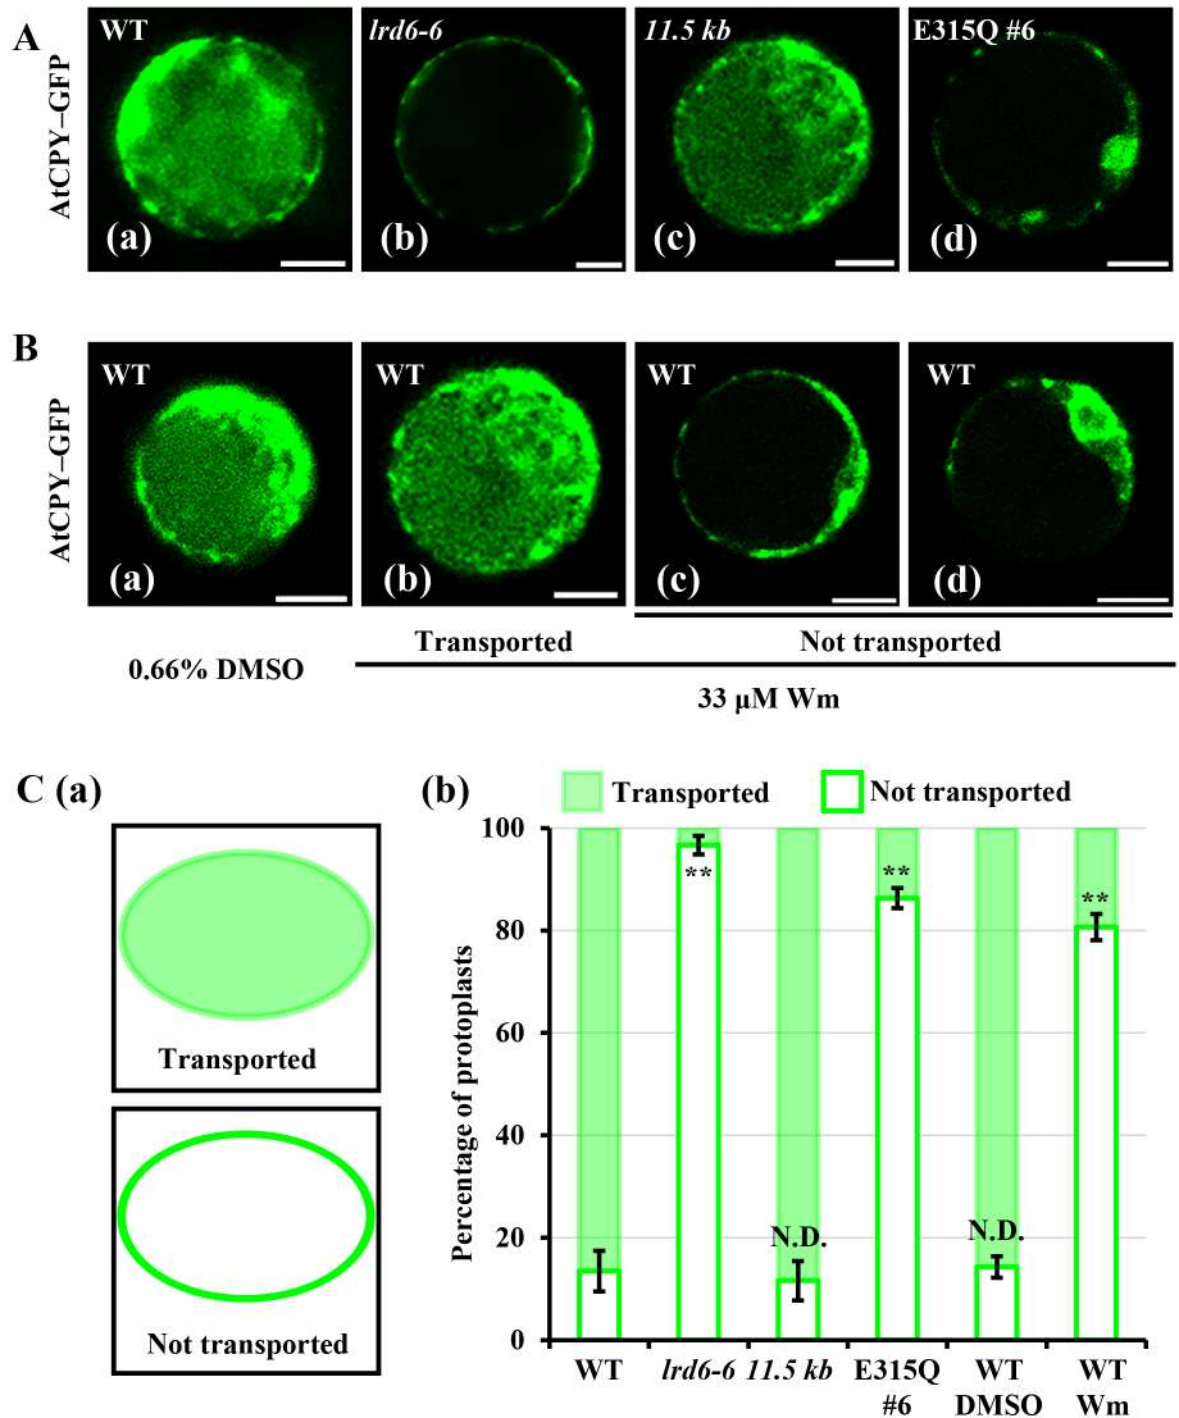 A
AtCPY–GFP
WT
lrd6-6
11.5 kb
E315Q #6
(a)
(b)
(c)
(d)
B
AtCPY–GFP
WT
WT
WT
WT
(a)
(b)
(c)
(d)
Transported
Not transported
0.66% DMSO
33 μM Wm
C (a)
Transported
Not transported
(b)
Transported
Not transported
Percentage of protoplasts
100
80
60
40
20
0
**
N.D.
**
N.D.
**
WT
lrd6-6
11.5 kb
E315Q
#6
WT
DMSO
WT
Wm